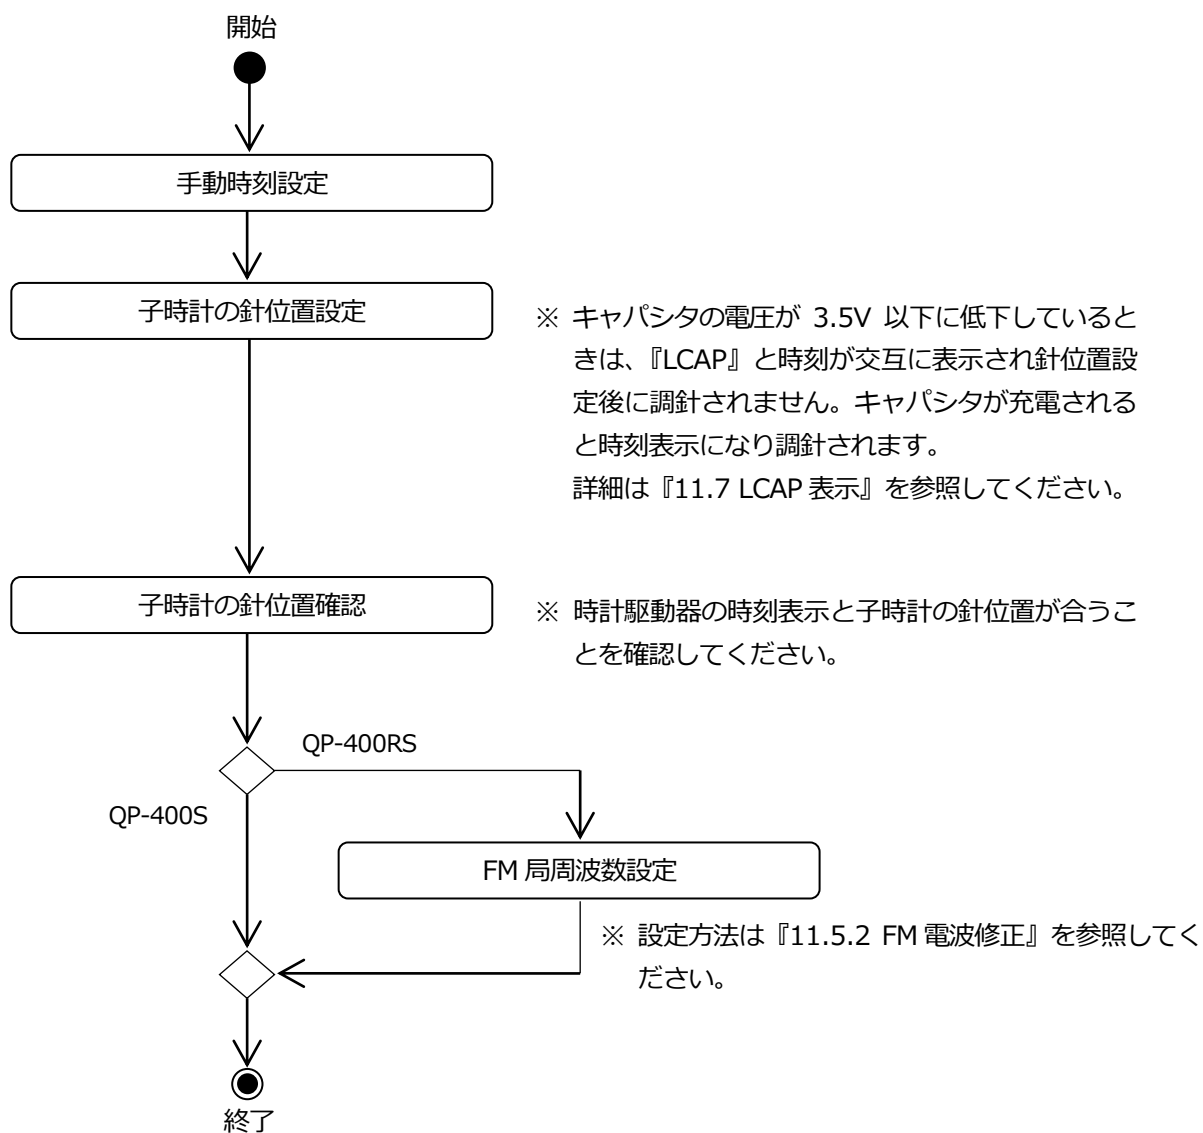 開始
手動時刻設定
子時計の針位置設定
※ キャパシタの電圧が 3.5V 以下に低下していると
きは、『LCAP』と時刻が交互に表示され針位置設
定後に調針されません。キャパシタが充電される
と時刻表示になり調針されます。
詳細は『11.7 LCAP 表示』を参照してください。
子時計の針位置確認
※ 時計駆動器の時刻表示と子時計の針位置が合うこ
とを確認してください。
QP-400RS
QP-400S
FM 局周波数設定
※ 設定方法は『11.5.2 FM 電波修正』を参照してく
ださい。
終了